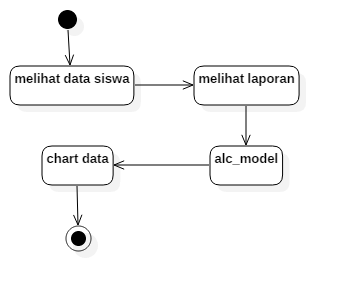 melihat data siswa
melihat laporan
alc_model
chart data